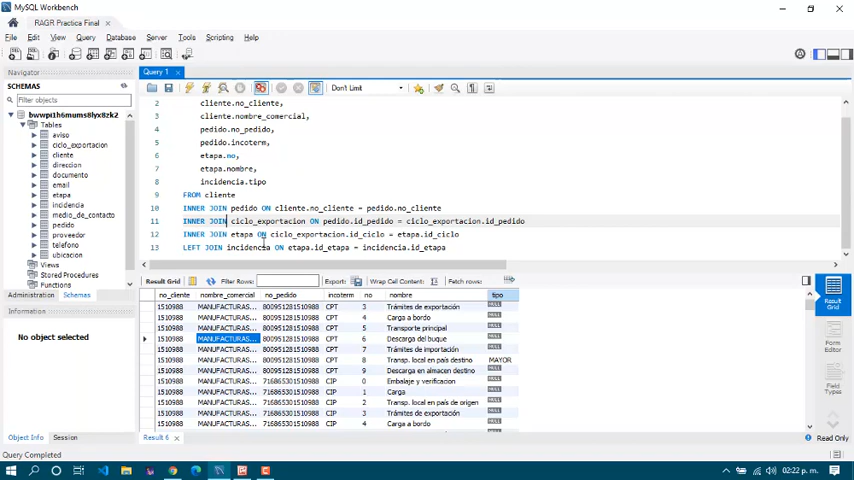 MySQL Workbench
RAGR Practica Final
File Edit View Query Database Server Tools Scripting Help
Navigator
SCHEMAS
Filter objects
bwwpi1h6mums8lyx8zk2
Tables
aviso
ciclo_exportacion
cliente
direccion
documento
email
etapa
incidencia
medio_de_contacto
pedido
proveedor
telefono
ubicacion
Views
Stored Procedures
Functions
Administration Schemas
Information
No object selected
Object Info Session
Query Completed
Query 1
Don't Limit
2 cliente.no_cliente,
3 cliente.nombre_comercial,
4 pedido.no_pedido,
5 pedido.incoterm,
6 etapa.no,
7 etapa.nombre,
8 incidencia.tipo
9 FROM cliente
10 INNER JOIN pedido ON cliente.no_cliente = pedido.no_cliente
11 INNER JOIN ciclo_exportacion ON pedido.id_pedido = ciclo_exportacion.id_pedido
12 INNER JOIN etapa ON ciclo_exportacion.id_ciclo = etapa.id_ciclo
13 LEFT JOIN incidencia ON etapa.id_etapa = incidencia.id_etapa
Result Grid Filter Rows: Export: Wrap Cell Content: Fetch rows:
no_cliente nombre_comercial no_pedido incoterm no nombre tipo
1510988 MANUFACTURAS... 800951281510988 CPT 3 Trámites de exportación NULL
1510988 MANUFACTURAS... 800951281510988 CPT 4 Carga a bordo NULL
1510988 MANUFACTURAS... 800951281510988 CPT 5 Transporte principal NULL
1510988 MANUFACTURAS... 800951281510988 CPT 6 Descarga del buque NULL
1510988 MANUFACTURAS... 800951281510988 CPT 7 Trámites de importación NULL
1510988 MANUFACTURAS... 800951281510988 CPT 8 Transp. local en país destino MAYOR
1510988 MANUFACTURAS... 800951281510988 CPT 9 Descarga en almacen destino NULL
1510988 MANUFACTURAS... 716865301510988 CIP 0 Embalaje y verificacion NULL
1510988 MANUFACTURAS... 716865301510988 CIP 1 Carga NULL
1510988 MANUFACTURAS... 716865301510988 CIP 2 Transp. local en país de origen NULL
1510988 MANUFACTURAS... 716865301510988 CIP 3 Trámites de exportación NULL
1510988 MANUFACTURAS... 716865301510988 CIP 4 Carga a bordo NULL
Result Grid
Form Editor
Field Types
Result 6
Read Only
02:22 p. m.